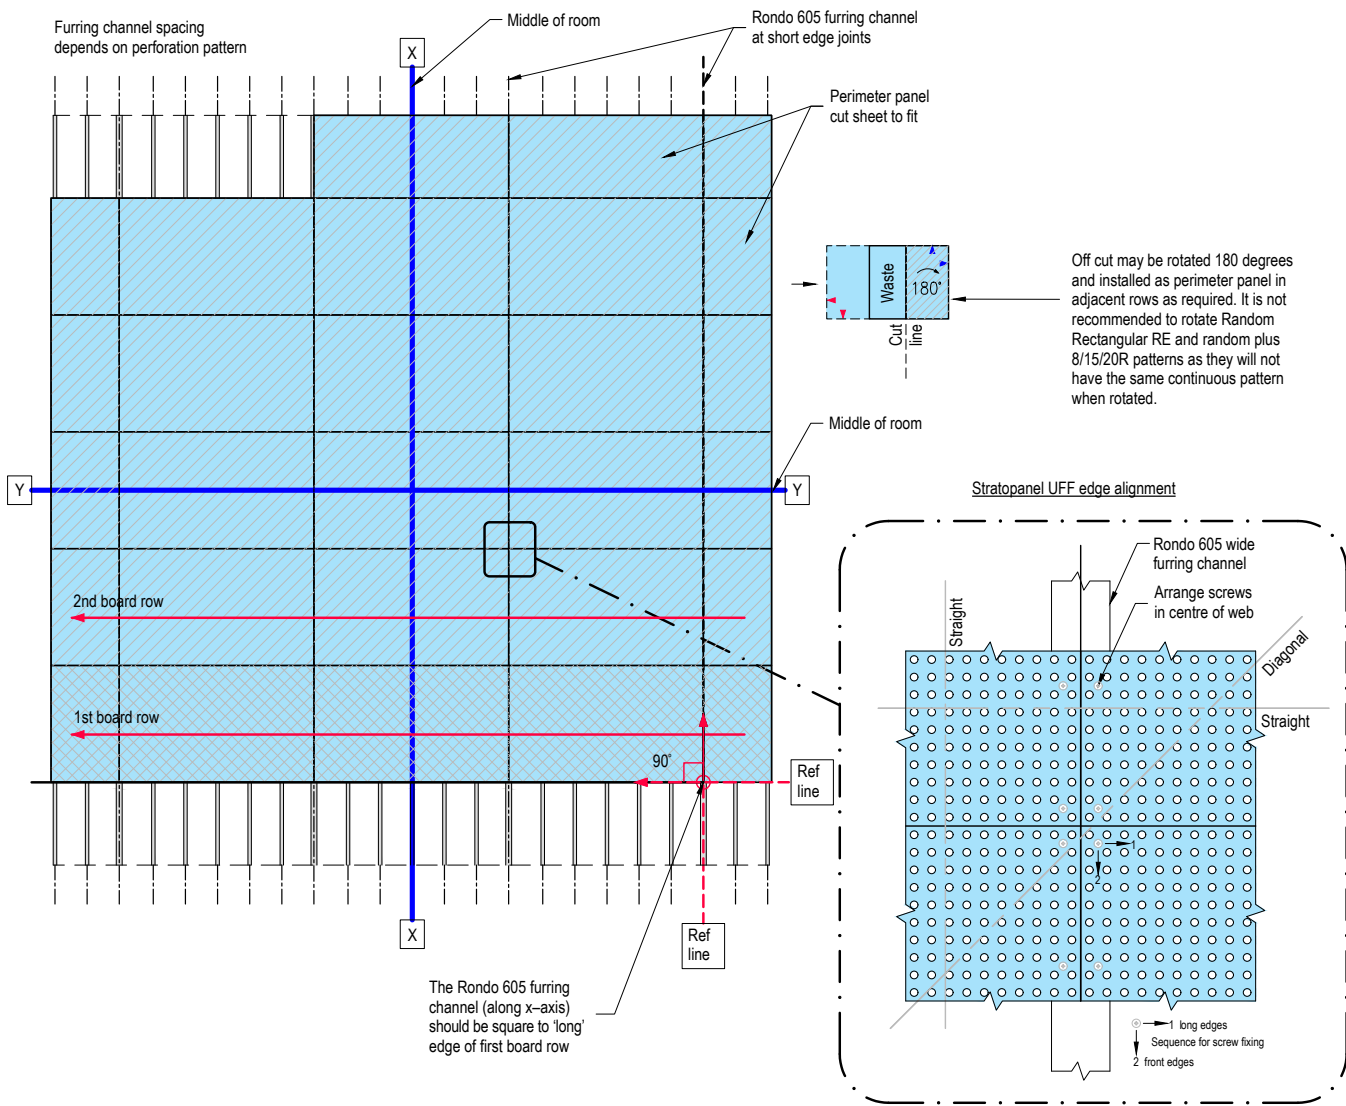 Furring channel spacing
depends on perforation pattern
Middle of room
Rondo 605 furring channel
at short edge joints
X
Perimeter panel
cut sheet to fit
Waste
180°
Cut
line
Off cut may be rotated 180 degrees
and installed as perimeter panel in
adjacent rows as required. It is not
recommended to rotate Random
Rectangular RE and random plus
8/15/20R patterns as they will not
have the same continuous pattern
when rotated.
Middle of room
Y
Y
2nd board row
1st board row
90°
Ref
line
Ref
line
X
The Rondo 605 furring
channel (along x–axis)
should be square to 'long'
edge of first board row
Stratopanel UFF edge alignment
Rondo 605 wide
furring channel
Arrange screws
in centre of web
Straight
Diagonal
Straight
1
2
1 long edges
Sequence for screw fixing
2 front edges